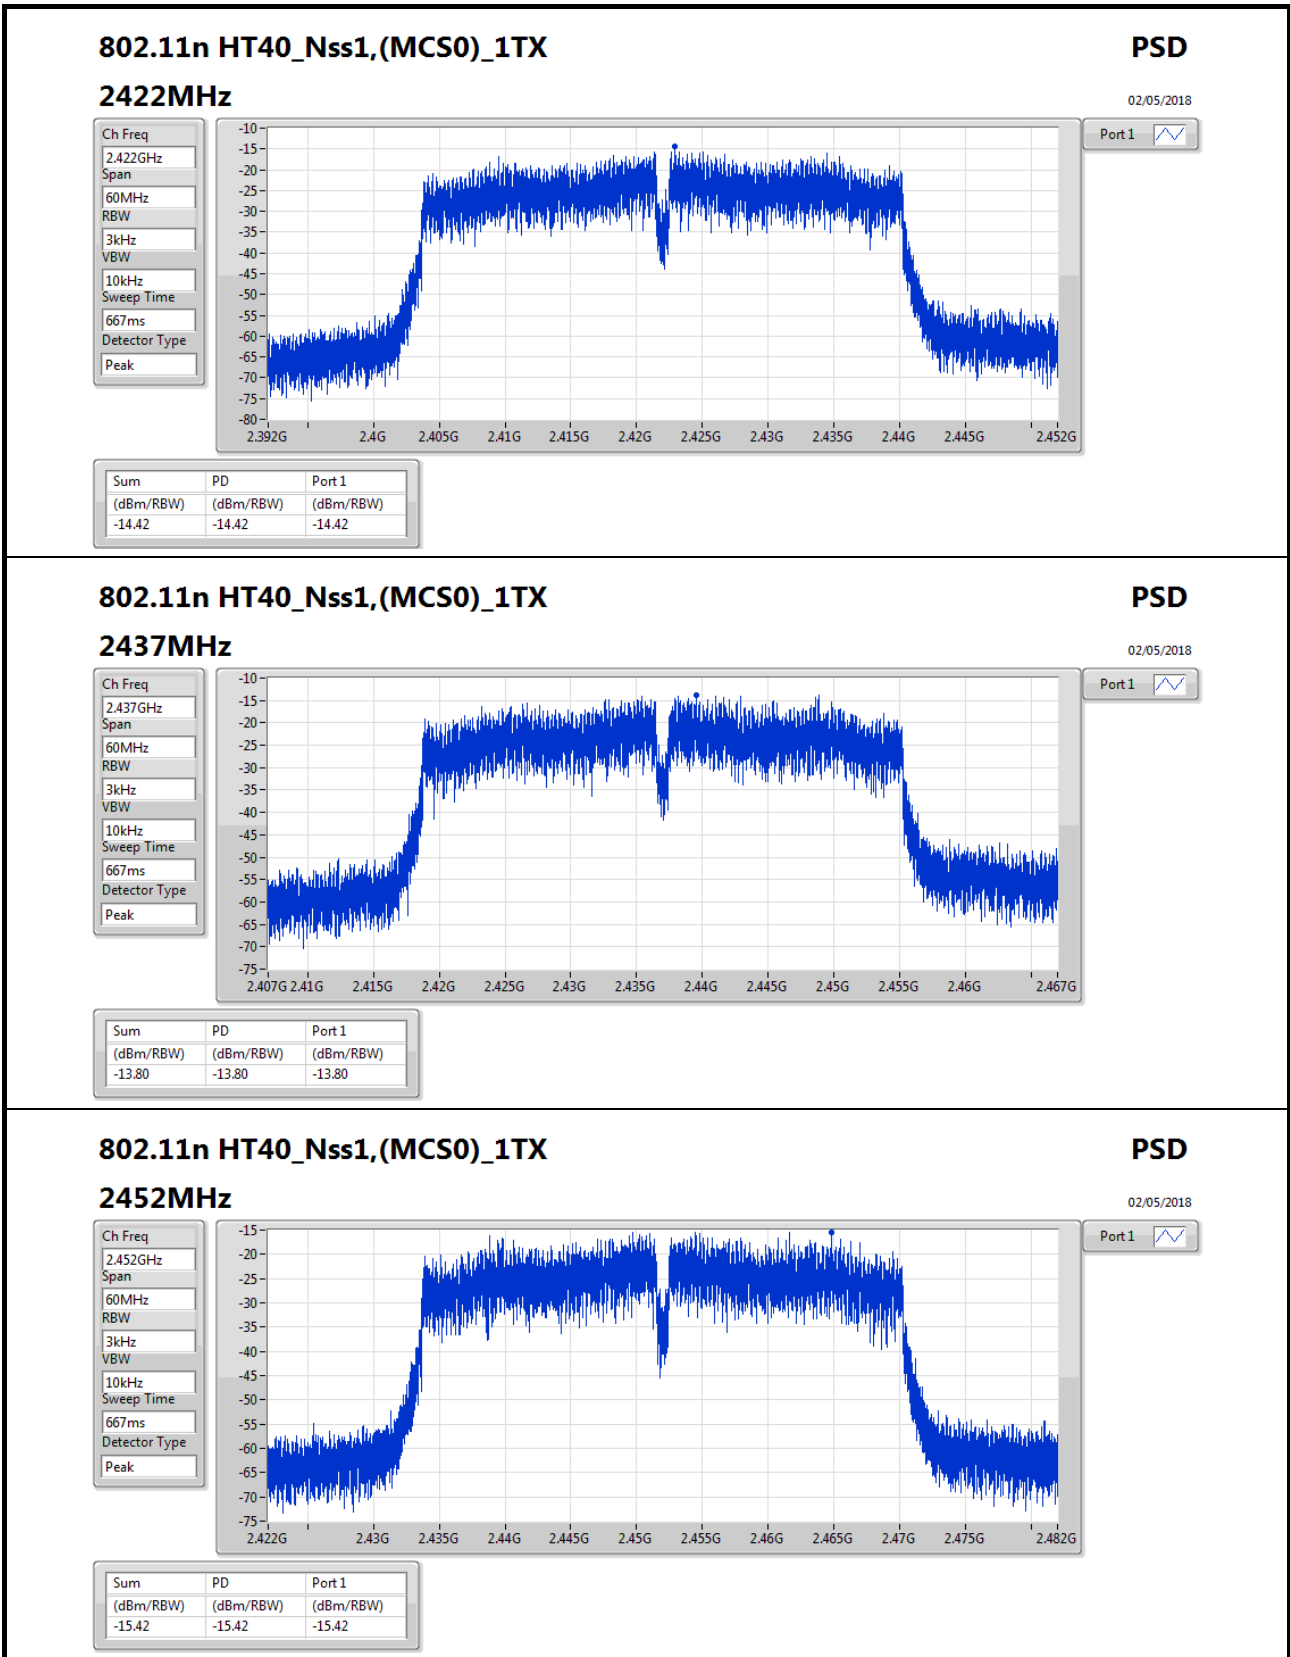 802.11n HT40_Nss1,(MCS0)_1TX PSD
2422MHz 02/05/2018
Ch Freq
2.422GHz
Span
60MHz
RBW
3kHz
VBW
10kHz
Sweep Time
667ms
Detector Type
Peak
-10
-15
-20
-25
-30
-35
-40
-45
-50
-55
-60
-65
-70
-75
-80
2.392G 2.4G 2.405G 2.41G 2.415G 2.42G 2.425G 2.43G 2.435G 2.44G 2.445G 2.452G
Port 1
Sum PD Port 1
(dBm/RBW) (dBm/RBW) (dBm/RBW)
-14.42 -14.42 -14.42
802.11n HT40_Nss1,(MCS0)_1TX PSD
2437MHz 02/05/2018
Ch Freq
2.437GHz
Span
60MHz
RBW
3kHz
VBW
10kHz
Sweep Time
667ms
Detector Type
Peak
-10
-15
-20
-25
-30
-35
-40
-45
-50
-55
-60
-65
-70
-75
2.407G 2.41G 2.415G 2.42G 2.425G 2.43G 2.435G 2.44G 2.445G 2.45G 2.455G 2.46G 2.467G
Port 1
Sum PD Port 1
(dBm/RBW) (dBm/RBW) (dBm/RBW)
-13.80 -13.80 -13.80
802.11n HT40_Nss1,(MCS0)_1TX PSD
2452MHz 02/05/2018
Ch Freq
2.452GHz
Span
60MHz
RBW
3kHz
VBW
10kHz
Sweep Time
667ms
Detector Type
Peak
-15
-20
-25
-30
-35
-40
-45
-50
-55
-60
-65
-70
-75
2.422G 2.43G 2.435G 2.44G 2.445G 2.45G 2.455G 2.46G 2.465G 2.47G 2.475G 2.482G
Port 1
Sum PD Port 1
(dBm/RBW) (dBm/RBW) (dBm/RBW)
-15.42 -15.42 -15.42